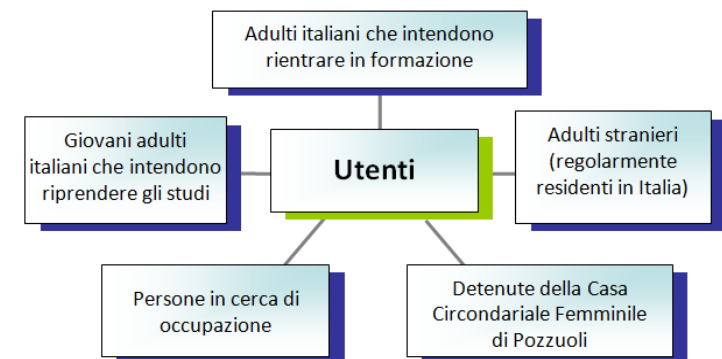 Adulti italiani che intendono
rientrare in formazione
Giovani adulti
italiani che intendono
riprendere gli studi
Utenti
Adulti stranieri
(regolarmente
residenti in Italia)
Persone in cerca di
occupazione
Detenute della Casa
Circondariale Femminile
di Pozzuoli